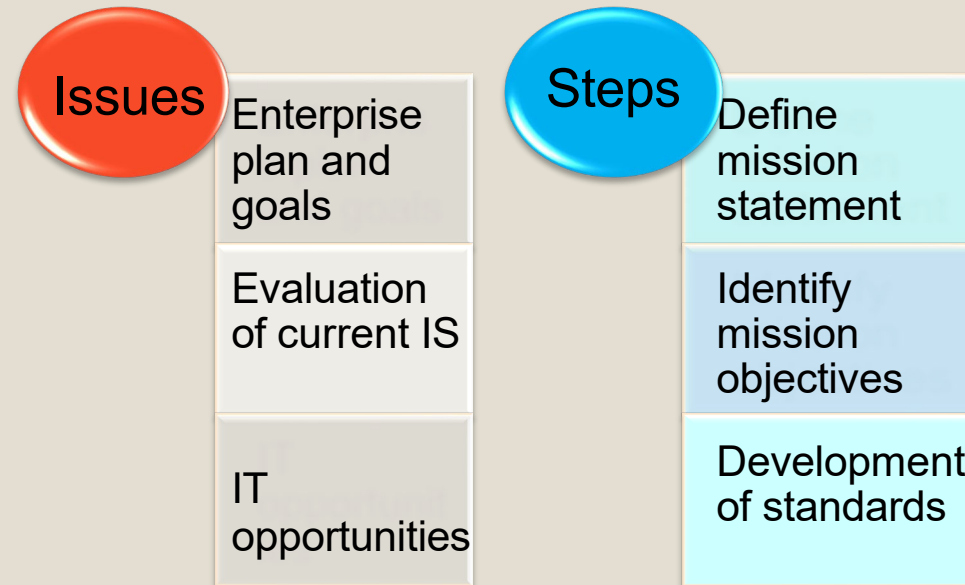 Issues
Enterprise
plan and
goals
Evaluation
of current IS
IT
opportunities
Steps
Define
mission
statement
Identify
mission
objectives
Development
of standards